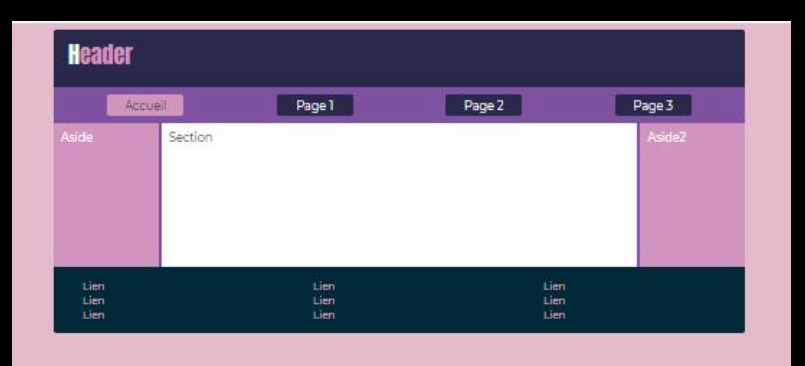 Header
Accueil Page 1 Page 2 Page 3
Aside Section Aside2
Lien Lien Lien
Lien Lien Lien
Lien Lien Lien